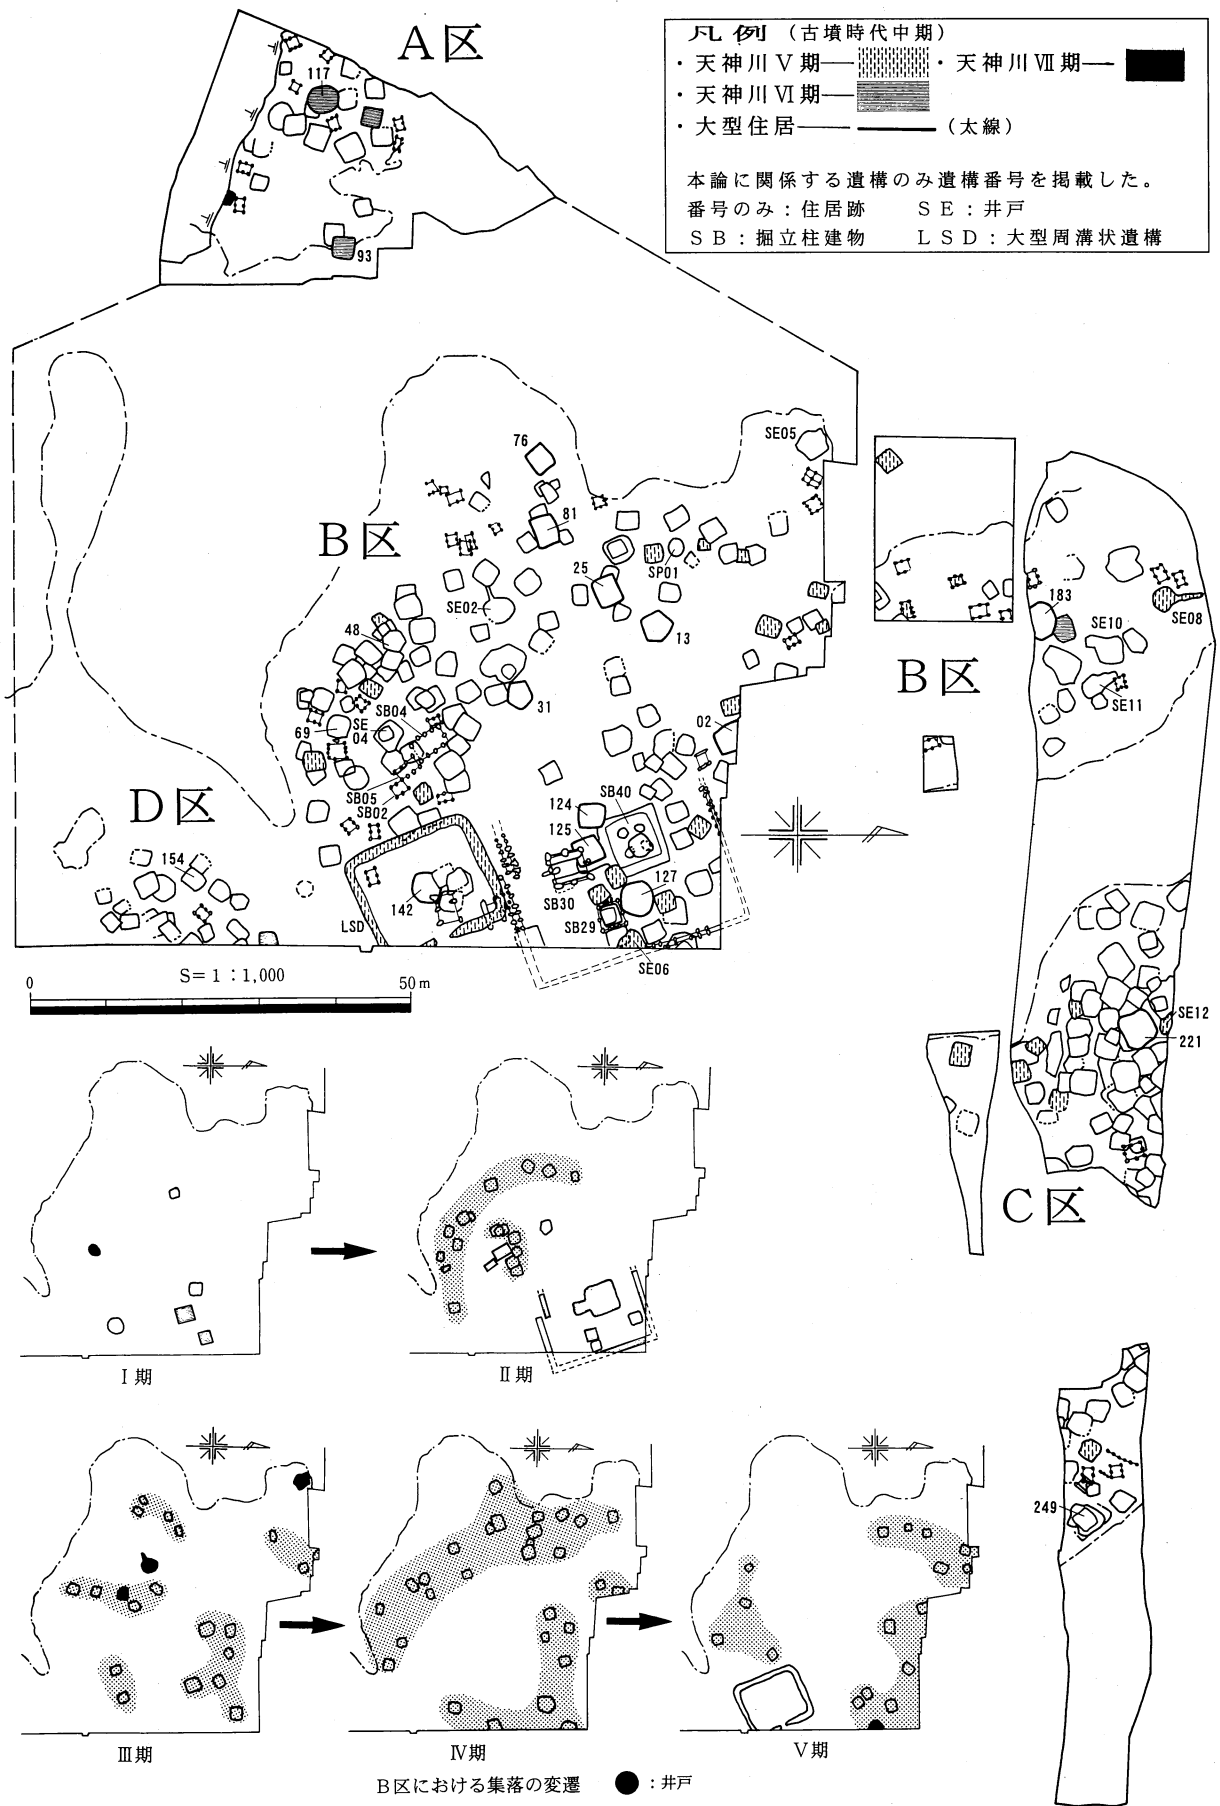 A区
凡例 (古墳時代中期)
・天神川Ⅴ期 ・天神川Ⅶ期
・天神川Ⅵ期
・大型住居 (太線)
本論に関係する遺構のみ遺構番号を掲載した。
番号のみ：住居跡 SE：井戸
SB：掘立柱建物 LSD：大型周溝状遺構
117
93
B区
76
81
25
SP01
SE05
SE02
13
48
31
02
69
SE
04
SB04
SB05
SB02
SB40
124
125
127
SB30
SB29
SE06
142
LSD
D区
154
B区
183
SE08
SE10
SE11
SE12
221
C区
249
S＝1：1,000
0 50m
Ⅰ期
Ⅱ期
Ⅲ期
Ⅳ期
Ⅴ期
B区における集落の変遷 ：井戸